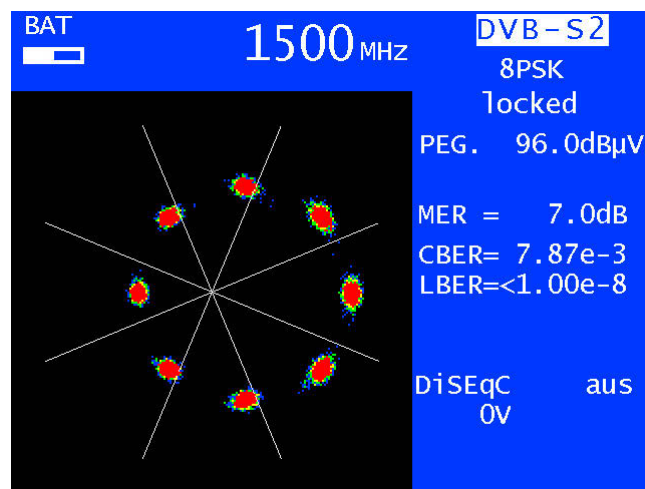 BAT
1500 MHZ
DVB-S2
8PSK
locked
PEG. 96.0dBµV
MER = 7.0dB
CBER= 7.87e-3
LBER=<1.00e-8
DiSEqC aus
0V